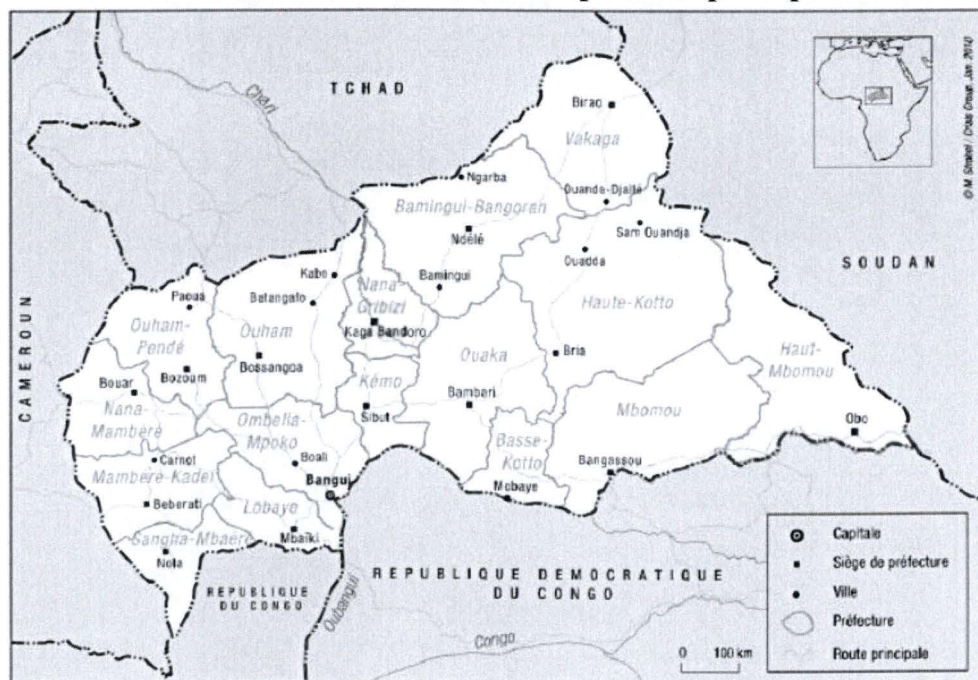 TCHAD
Chari
Birao
Vakaga
Ngarba
Ouanda-Djallé
Bamingui-Bangoran
Sam Ouandja
Ndélé
Ouadda
SOUDAN
Kabo
Bamingui
Nana-
Gribizi
Haute-Kotto
Paoua
Batangafo
CAMEROUN
Ouham-
Pendé
Ouham
Kaga Bandoro
Ouaka
Haut-
Mbomou
Bossangoa
Bria
Bozoum
Kémo
Bouar
Nana-
Mambéré
Ombella-
Mpoko
Sibut
Bambari
Mbomou
Obo
Basse-
Kotto
Carnot
Boali
Bangui
Bangassou
Mambéré-Kadéi
Mobaye
Berberati
Lobaye
Sangha-Mbaéré
Mbaïki
Nola
REPUBLIQUE
DU CONGO
REPUBLIQUE DEMOCRATIQUE
DU CONGO
Oubangui
Congo
0 100 km
Capitale
Siège de préfecture
Ville
Préfecture
Route principale